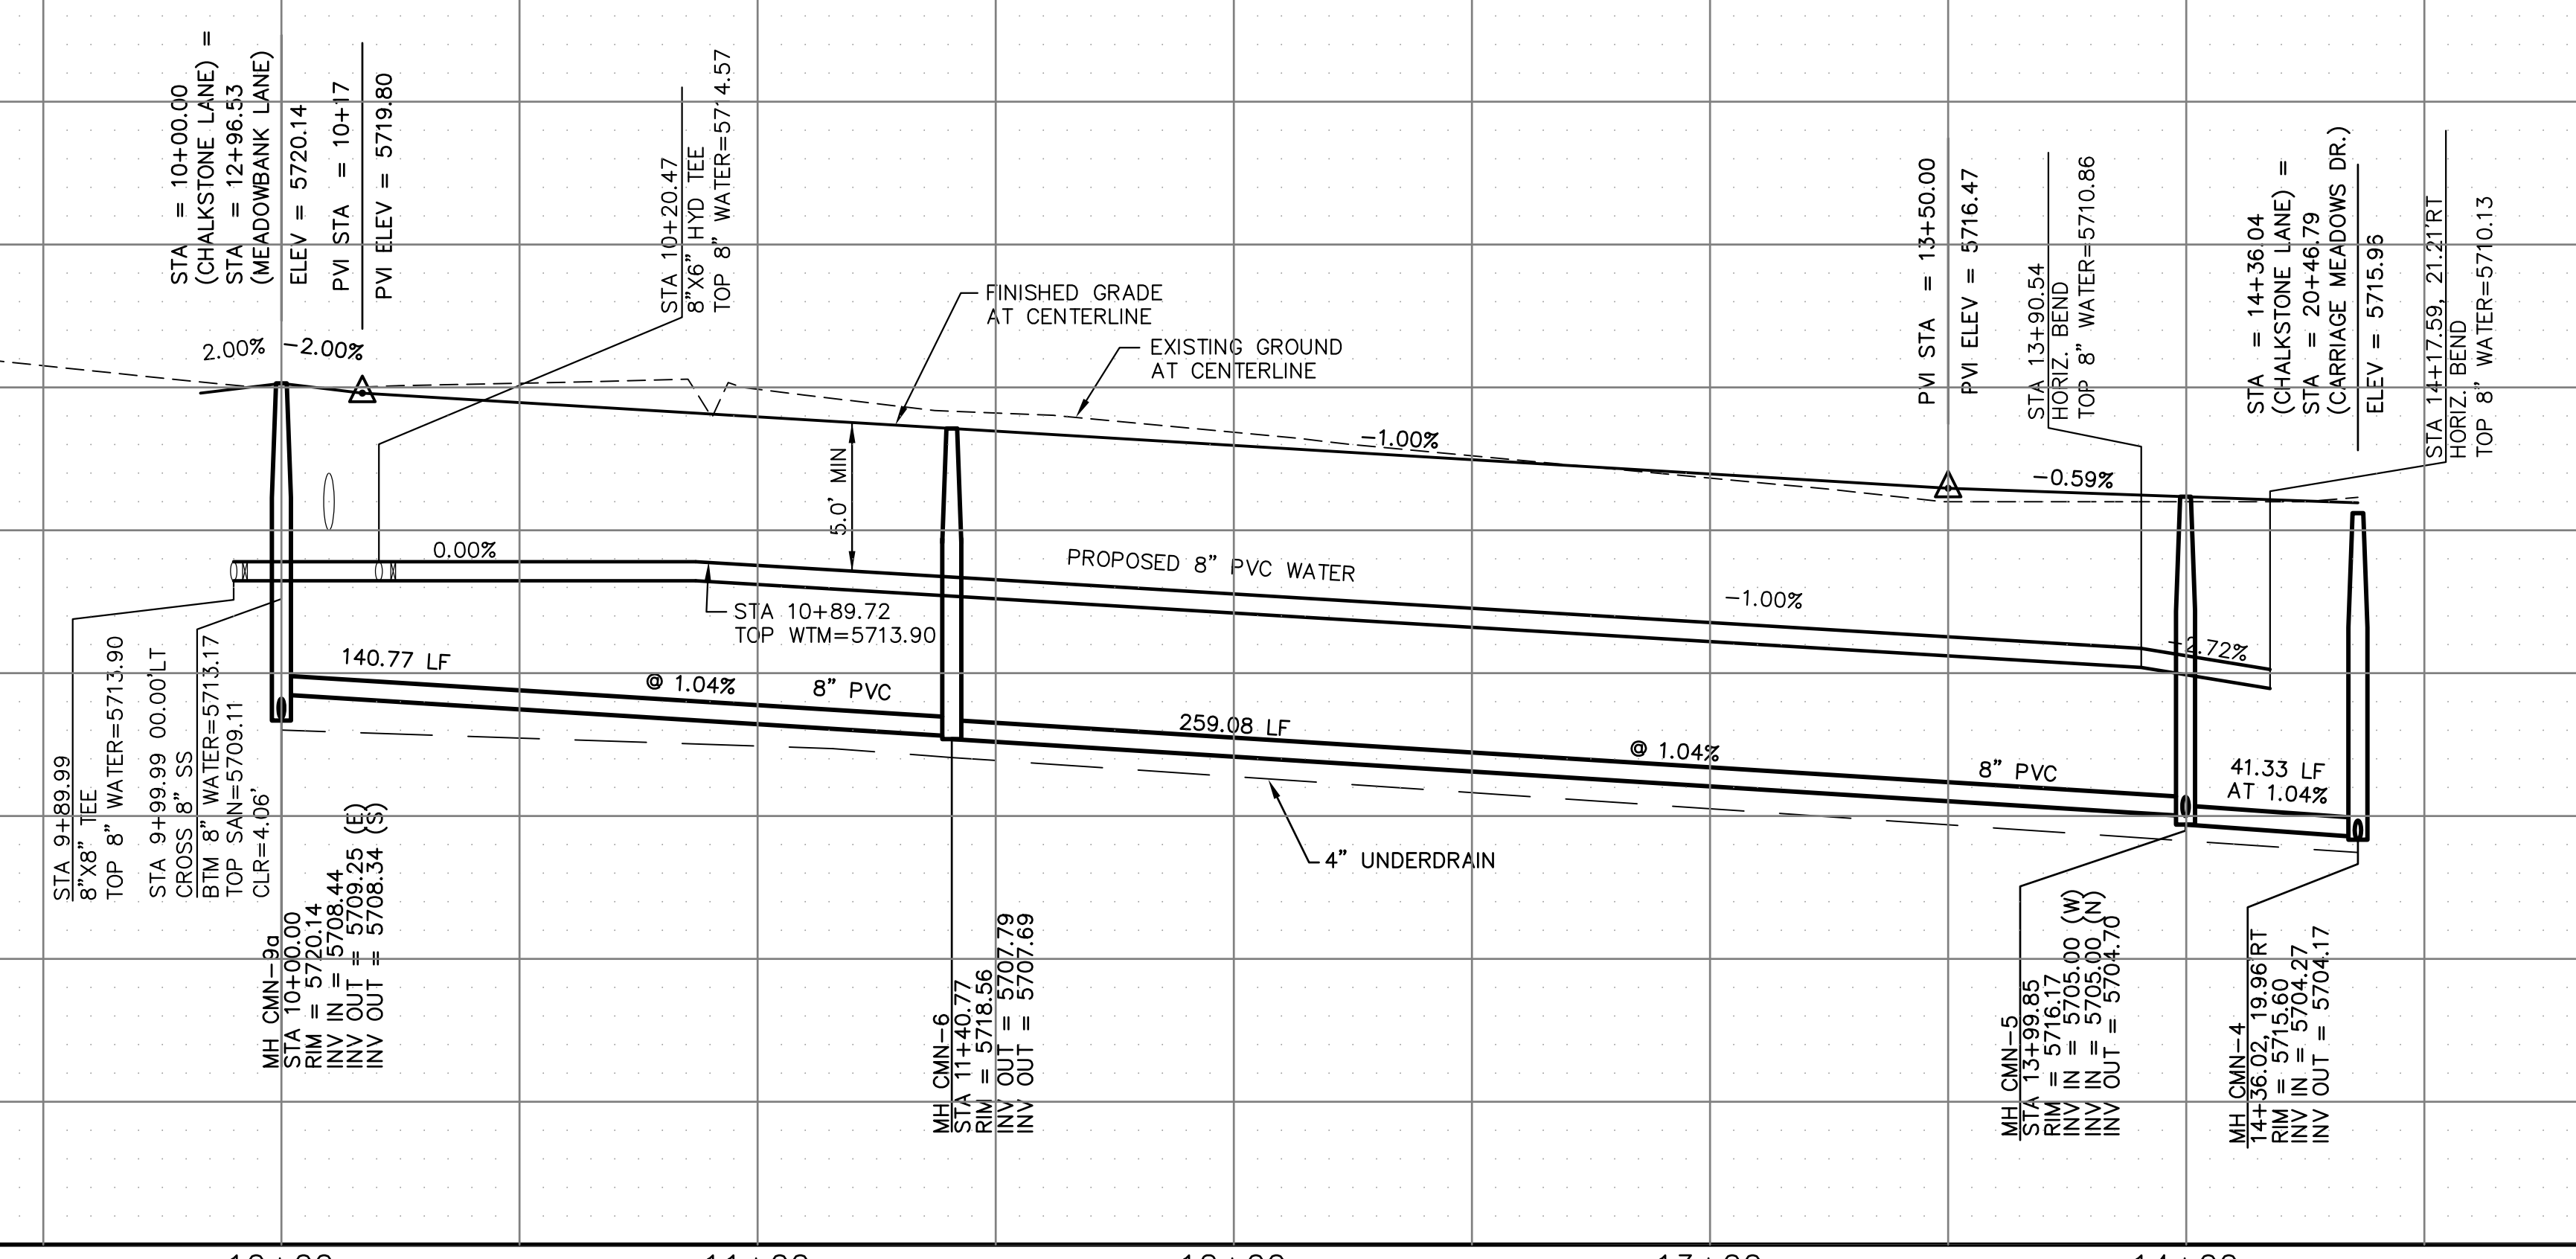 STA = 10+00.00
(CHALKSTONE LANE) =
STA = 12+96.53
(MEADOWBANK LANE)
ELEV = 5720.14
PVI STA = 10+17
PVI ELEV = 5719.80
STA 10+20.47
8"X6" HYD TEE
TOP 8" WATER=5714.57
FINISHED GRADE
AT CENTERLINE
EXISTING GROUND
AT CENTERLINE
PVI STA = 13+50.00
PVI ELEV = 5716.47
STA 13+90.54
HORIZ. BEND
TOP 8" WATER=5710.86
STA = 14+36.04
(CHALKSTONE LANE) =
STA = 20+46.79
(CARRIAGE MEADOWS DR.)
ELEV = 5715.96
STA 14+17.59, 21.21'RT
HORIZ. BEND
TOP 8" WATER=5710.13
2.00%
-2.00%
-1.00%
-0.59%
5.0' MIN
0.00%
PROPOSED 8" PVC WATER
-1.00%
-2.72%
STA 10+89.72
TOP WTM=5713.90
140.77 LF
@ 1.04%
8" PVC
259.08 LF
@ 1.04%
8" PVC
41.33 LF
AT 1.04%
4" UNDERDRAIN
STA 9+89.99
8"X8" TEE
TOP 8" WATER=5713.90
STA 9+99.99 00.00'LT
CROSS 8" SS
BTM 8" WATER=5713.17
TOP SAN=5709.11
CLR=4.06'
MH CMN-9a
STA 10+00.00
RIM = 5720.14
INV IN = 5708.44
INV OUT = 5709.25 (E)
INV OUT = 5708.34 (S)
MH CMN-6
STA 11+40.77
RIM = 5718.56
INV OUT = 5707.79
INV OUT = 5707.69
MH CMN-5
STA 13+99.85
RIM = 5716.17
INV IN = 5705.00 (W)
INV IN = 5705.00 (N)
INV OUT = 5704.70
MH CMN-4
14+36.02, 19.96'RT
RIM = 5715.60
INV IN = 5704.27
INV OUT = 5704.17